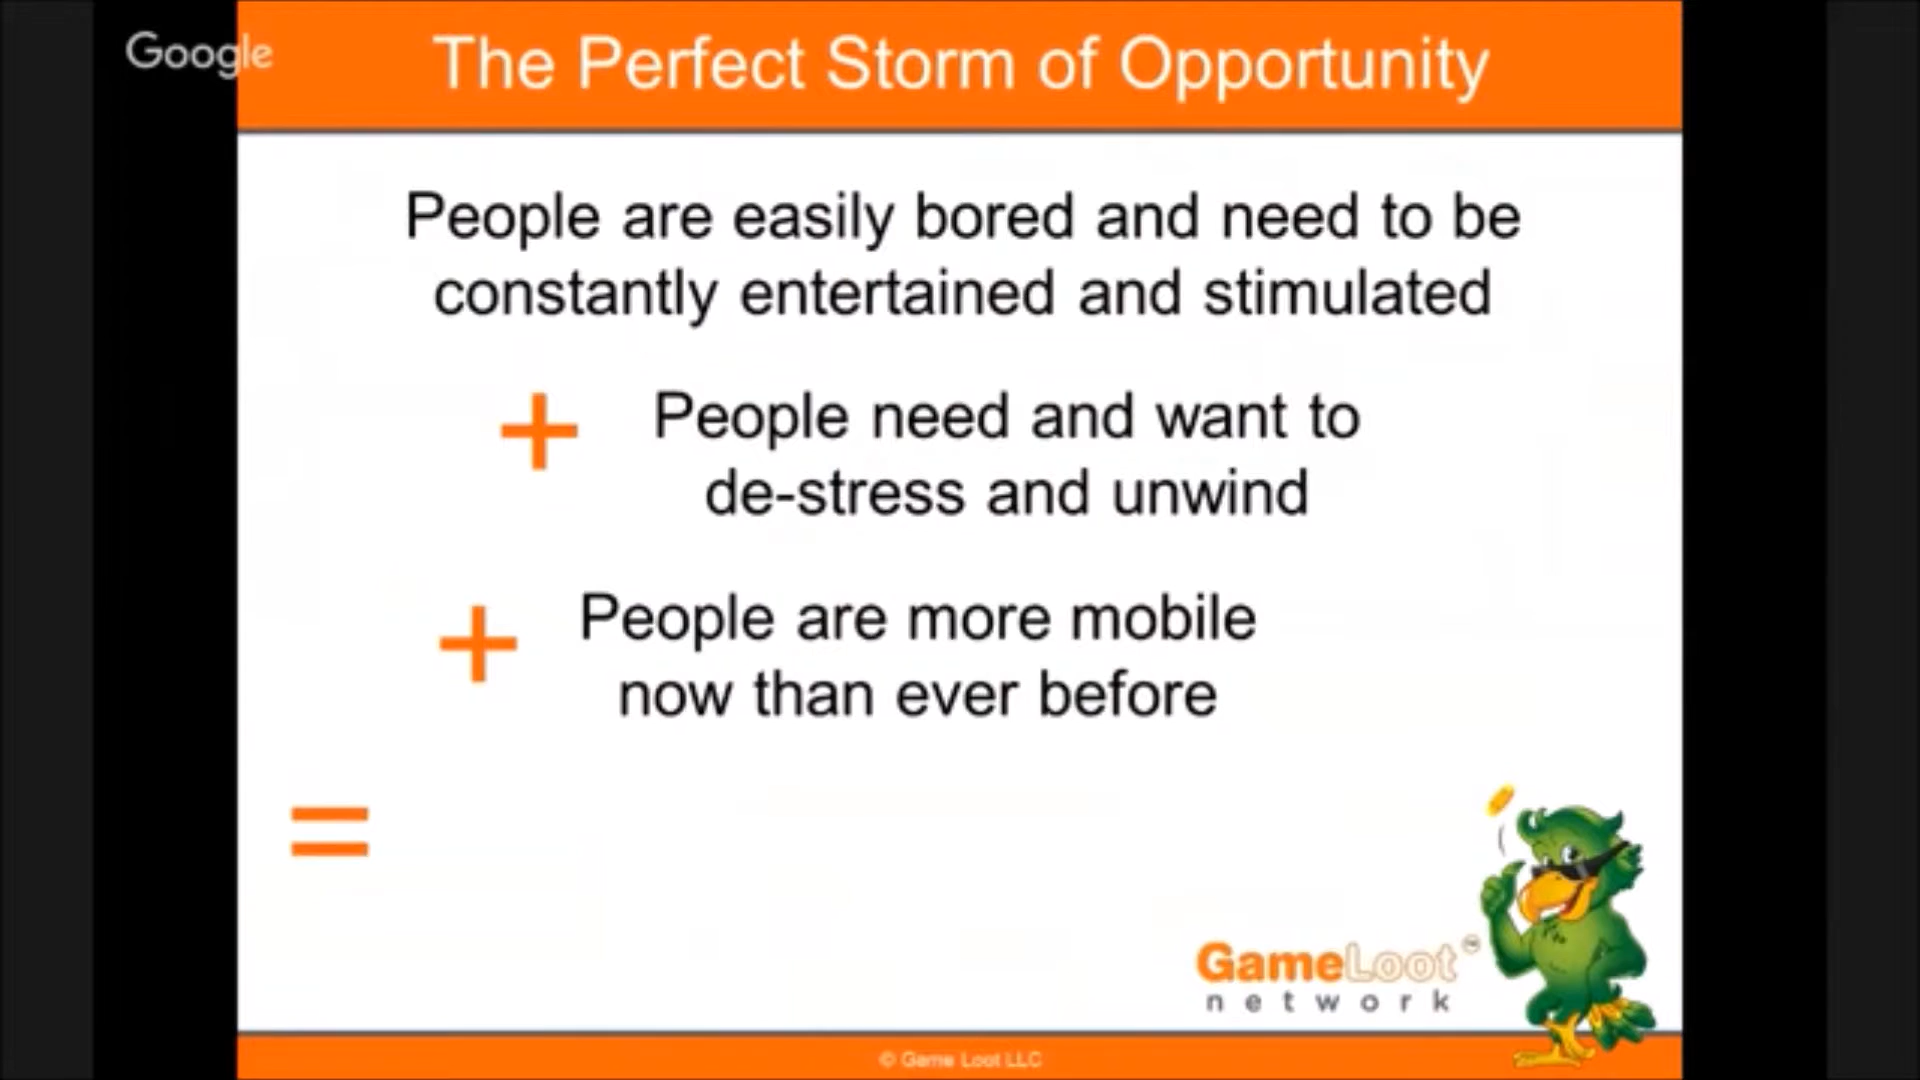 Google
The Perfect Storm of Opportunity
People are easily bored and need to be
constantly entertained and stimulated
+ People need and want to
de-stress and unwind
+ People are more mobile
now than ever before
=
GameLoot™
network
© Game Loot LLC